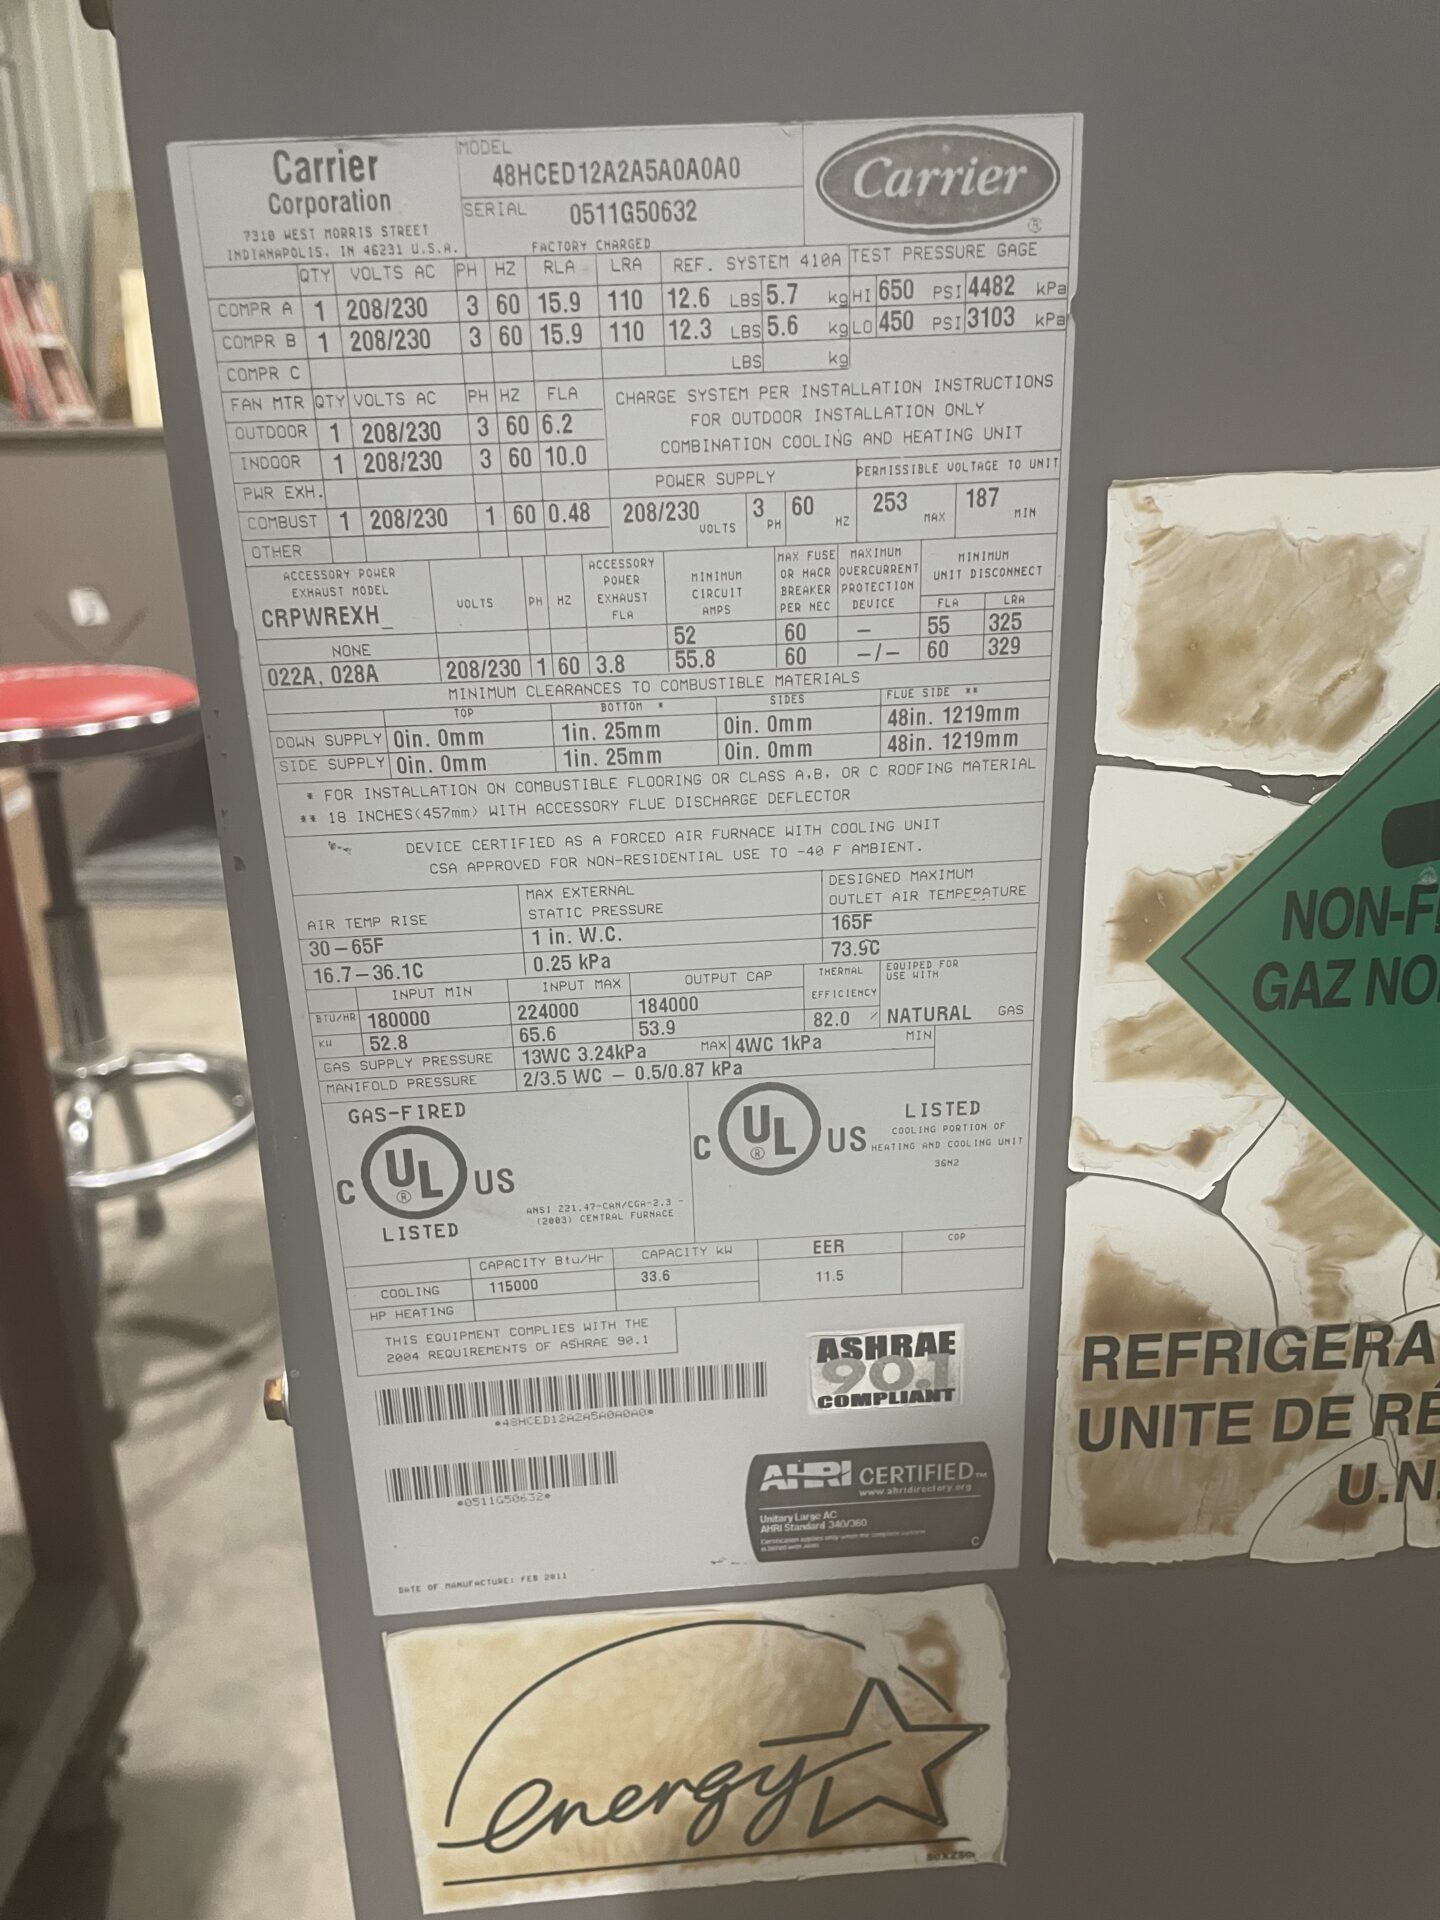 Carrier
Corporation
7310 WEST MORRIS STREET
INDIANAPOLIS, IN 46231 U.S.A.
MODEL
48HCED12A2A5A0A0A0
SERIAL 0511G50632
Carrier
®
FACTORY CHARGED
QTY VOLTS AC PH HZ RLA LRA REF. SYSTEM 410A TEST PRESSURE GAGE
COMPR A 1 208/230 3 60 15.9 110 12.6 LBS 5.7 kg HI 650 PSI 4482 kPa
COMPR B 1 208/230 3 60 15.9 110 12.3 LBS 5.6 kg LO 450 PSI 3103 kPa
COMPR C LBS kg
FAN MTR QTY VOLTS AC PH HZ FLA
OUTDOOR 1 208/230 3 60 6.2
INDOOR 1 208/230 3 60 10.0
PWR EXH.
COMBUST 1 208/230 1 60 0.48
OTHER
CHARGE SYSTEM PER INSTALLATION INSTRUCTIONS
FOR OUTDOOR INSTALLATION ONLY
COMBINATION COOLING AND HEATING UNIT
POWER SUPPLY PERMISSIBLE VOLTAGE TO UNIT
208/230 VOLTS 3 PH 60 HZ 253 MAX 187 MIN
ACCESSORY POWER
EXHAUST MODEL
CRPWREXH_
VOLTS PH HZ
ACCESSORY
POWER
EXHAUST
FLA
MINIMUM
CIRCUIT
AMPS
MAX FUSE
OR HACR
BREAKER
PER NEC
MAXIMUM
OVERCURRENT
PROTECTION
DEVICE
MINIMUM
UNIT DISCONNECT
FLA LRA
NONE 52 60 – 55 325
022A, 028A 208/230 1 60 3.8 55.8 60 –/– 60 329
MINIMUM CLEARANCES TO COMBUSTIBLE MATERIALS
TOP BOTTOM * SIDES FLUE SIDE **
DOWN SUPPLY 0in. 0mm 1in. 25mm 0in. 0mm 48in. 1219mm
SIDE SUPPLY 0in. 0mm 1in. 25mm 0in. 0mm 48in. 1219mm
* FOR INSTALLATION ON COMBUSTIBLE FLOORING OR CLASS A,B, OR C ROOFING MATERIAL
** 18 INCHES(457mm) WITH ACCESSORY FLUE DISCHARGE DEFLECTOR
DEVICE CERTIFIED AS A FORCED AIR FURNACE WITH COOLING UNIT
CSA APPROVED FOR NON-RESIDENTIAL USE TO -40 F AMBIENT.
AIR TEMP RISE
30–65F
16.7–36.1C
MAX EXTERNAL
STATIC PRESSURE
1 in. W.C.
0.25 kPa
DESIGNED MAXIMUM
OUTLET AIR TEMPERATURE
165F
73.9C
INPUT MIN INPUT MAX OUTPUT CAP THERMAL EFFICIENCY EQUIPED FOR USE WITH
BTU/HR 180000 224000 184000 82.0 % NATURAL GAS
KW 52.8 65.6 53.9
GAS SUPPLY PRESSURE 13WC 3.24kPa MAX 4WC 1kPa MIN
MANIFOLD PRESSURE 2/3.5 WC – 0.5/0.87 kPa
GAS-FIRED
C UL ® US
LISTED
ANSI Z21.47-CAN/CGA-2.3 -
(2003) CENTRAL FURNACE
C UL ® US
LISTED
COOLING PORTION OF
HEATING AND COOLING UNIT
36N2
CAPACITY Btu/Hr CAPACITY KW EER COP
COOLING 115000 33.6 11.5
HP HEATING
THIS EQUIPMENT COMPLIES WITH THE
2004 REQUIREMENTS OF ASHRAE 90.1
*48HCED12A2A5A0A0A0*
ASHRAE
90.1
COMPLIANT
*0511G50632*
AHRI CERTIFIED™
www.ahridirectory.org
Unitary Large AC
AHRI Standard 340/360
Certification applies only when the complete system
is listed with AHRI
C
DATE OF MANUFACTURE: FEB 2011
energy
NON-F
GAZ NO
REFRIGERA
UNITE DE RÉ
U.N.